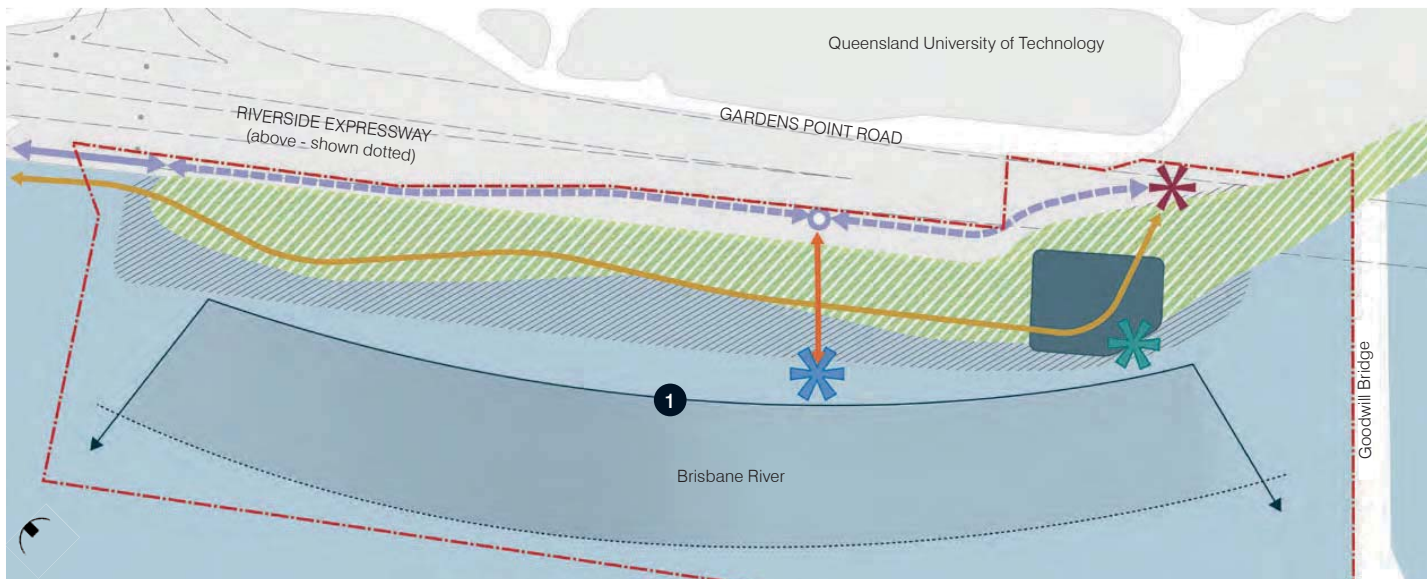 Queensland University of Technology
GARDENS POINT ROAD
RIVERSIDE EXPRESSWAY
(above - shown dotted)
1
Brisbane River
Goodwill Bridge